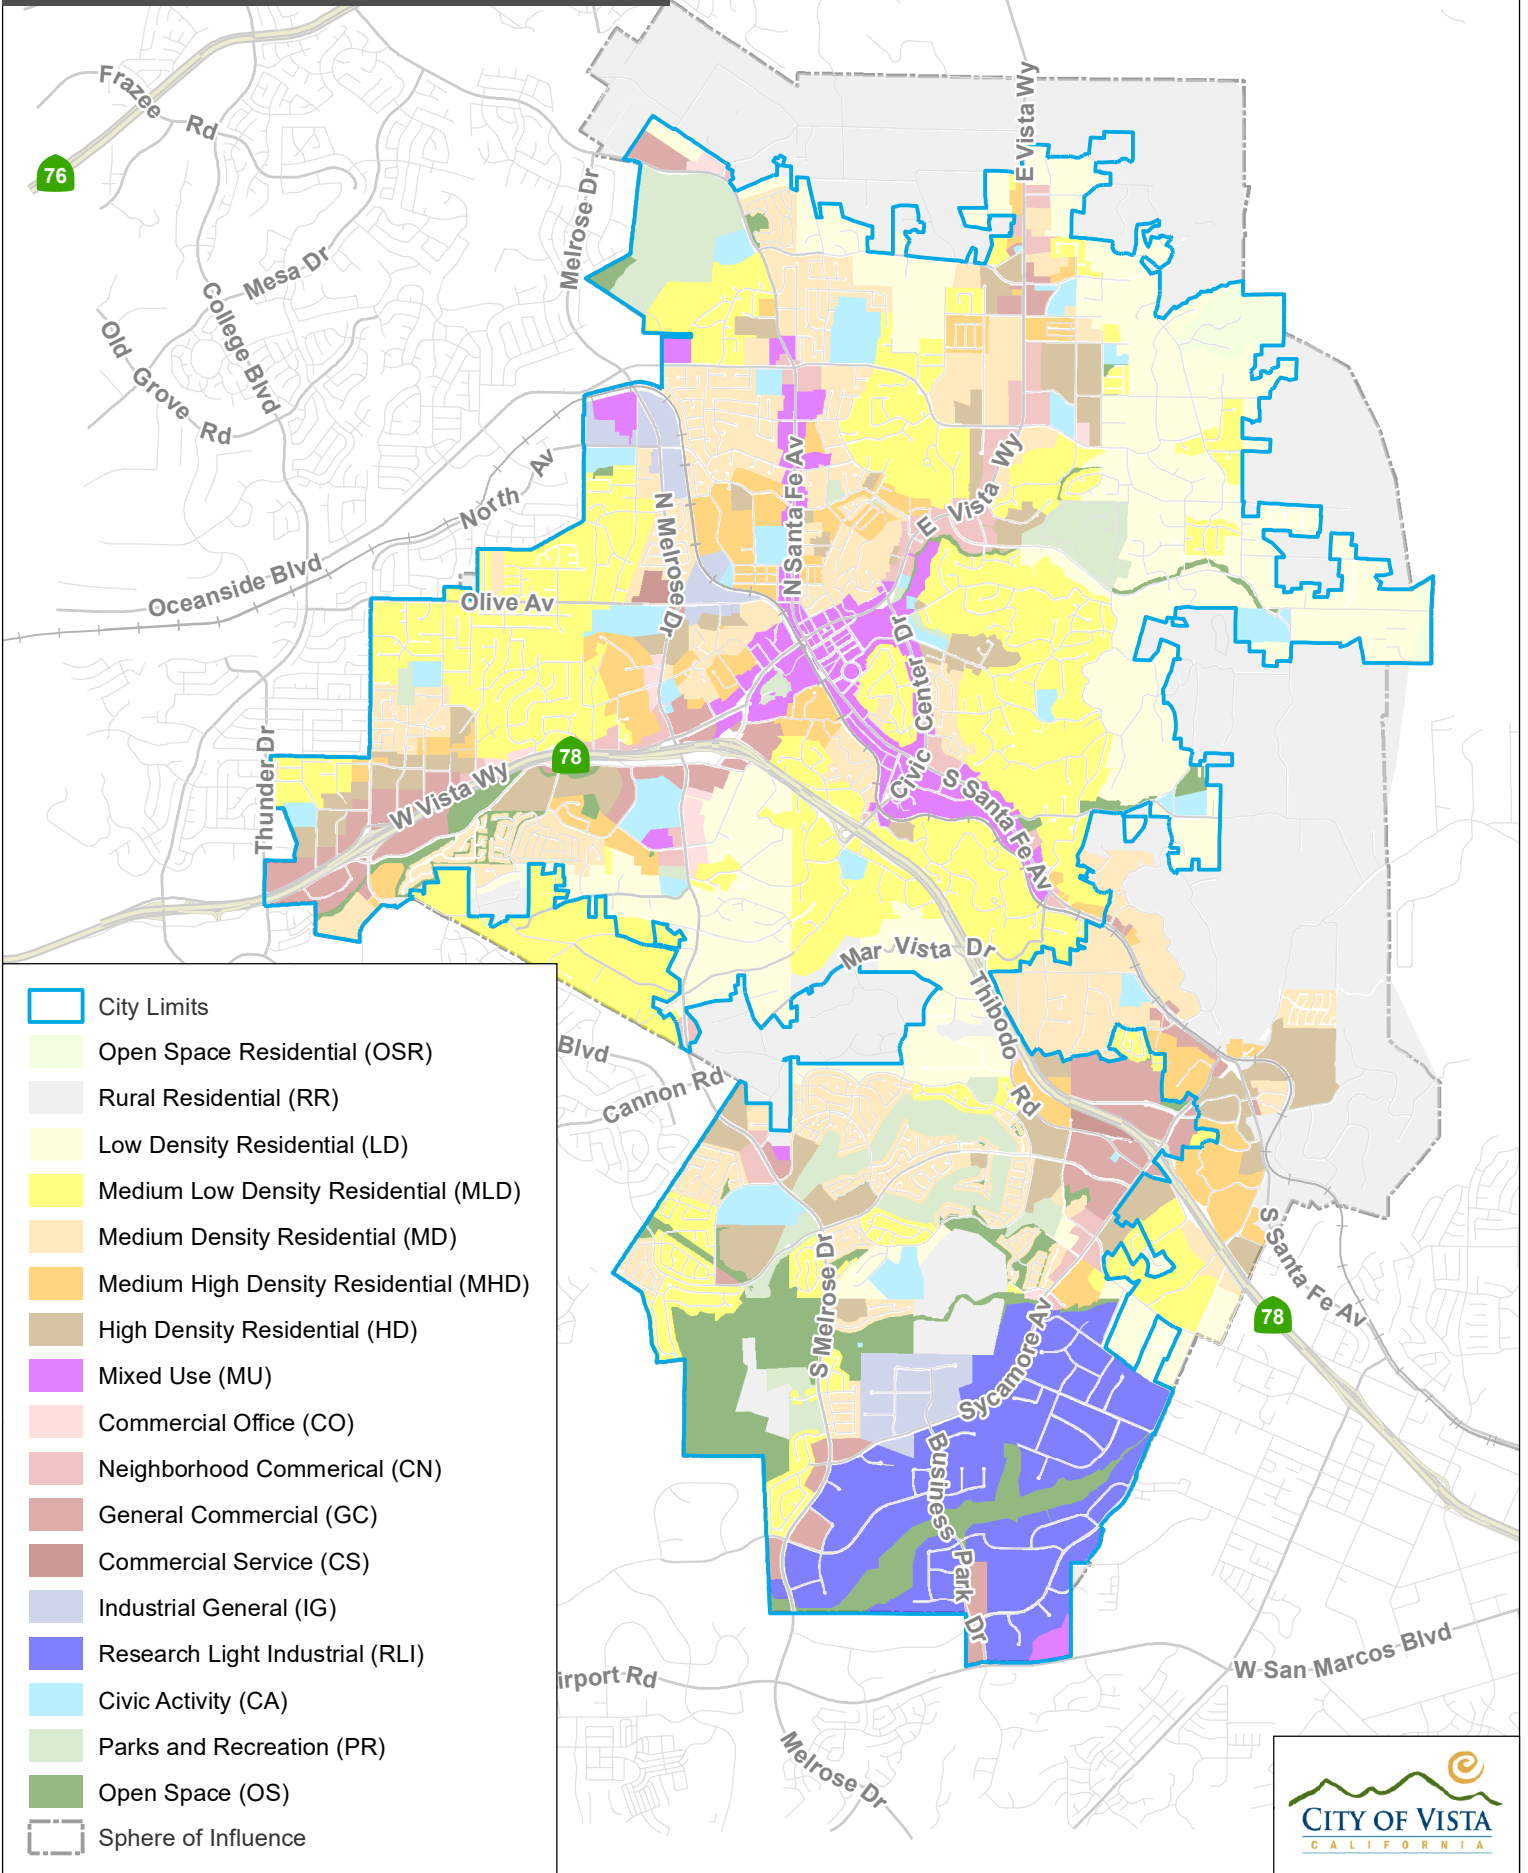 E Vista Wy
Frazee Rd
76
Melrose Dr
Mesa Dr
College Blvd
Old Grove Rd
E Vista Wy
North Av
N Santa Fe Av
N Melrose Dr
Oceanside Blvd
Olive Av
Civic Center Dr
Thunder Dr
78
W Vista Wy
S Santa Fe Av
Mar Vista Dr
Thibodo Rd
Blvd
Cannon Rd
S Melrose Dr
S Santa Fe Av
78
Sycamore Av
Business Park Dr
irport Rd
W San Marcos Blvd
Melrose Dr
City Limits
Open Space Residential (OSR)
Rural Residential (RR)
Low Density Residential (LD)
Medium Low Density Residential (MLD)
Medium Density Residential (MD)
Medium High Density Residential (MHD)
High Density Residential (HD)
Mixed Use (MU)
Commercial Office (CO)
Neighborhood Commerical (CN)
General Commercial (GC)
Commercial Service (CS)
Industrial General (IG)
Research Light Industrial (RLI)
Civic Activity (CA)
Parks and Recreation (PR)
Open Space (OS)
Sphere of Influence
CITY OF VISTA
CALIFORNIA